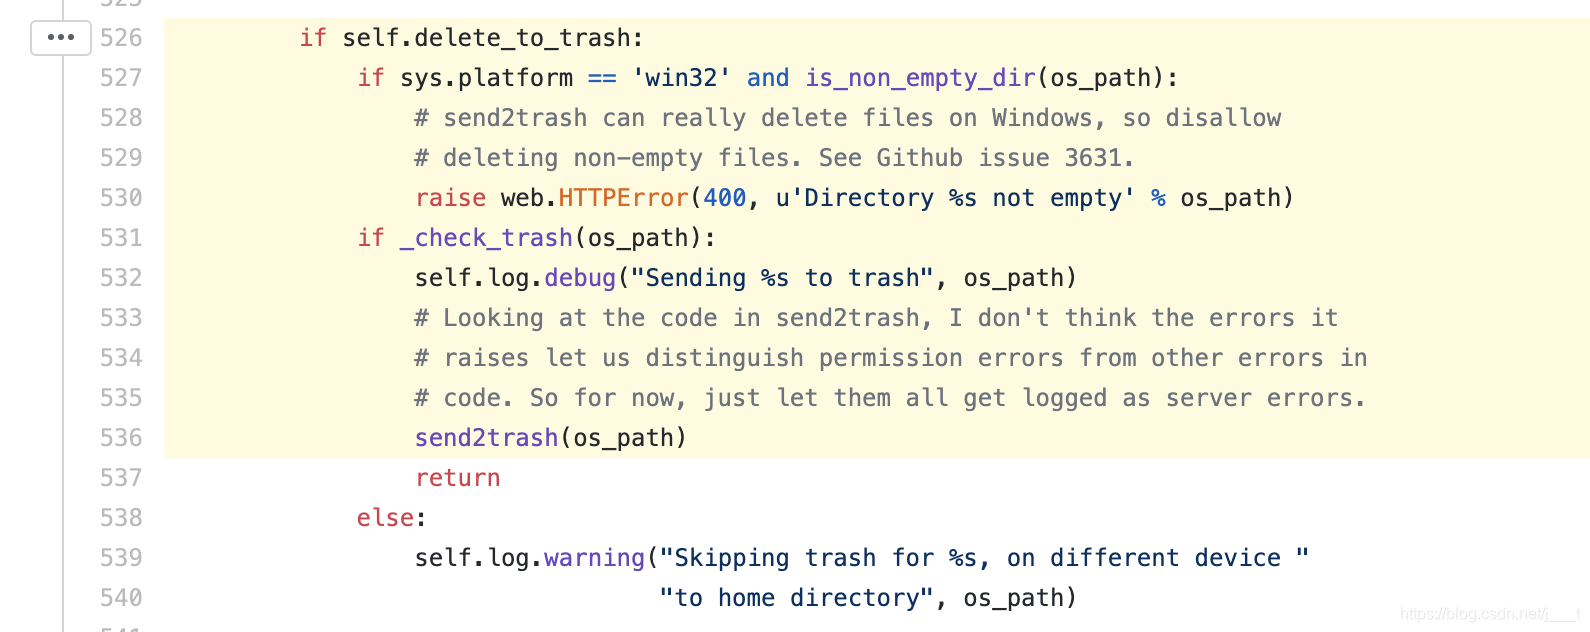 526 if self.delete_to_trash:
527 if sys.platform == 'win32' and is_non_empty_dir(os_path):
528 # send2trash can really delete files on Windows, so disallow
529 # deleting non-empty files. See Github issue 3631.
530 raise web.HTTPError(400, u'Directory %s not empty' % os_path)
531 if _check_trash(os_path):
532 self.log.debug("Sending %s to trash", os_path)
533 # Looking at the code in send2trash, I don't think the errors it
534 # raises let us distinguish permission errors from other errors in
535 # code. So for now, just let them all get logged as server errors.
536 send2trash(os_path)
537 return
538 else:
539 self.log.warning("Skipping trash for %s, on different device "
540 "to home directory", os_path)
https://blog.csdn.net/j___t